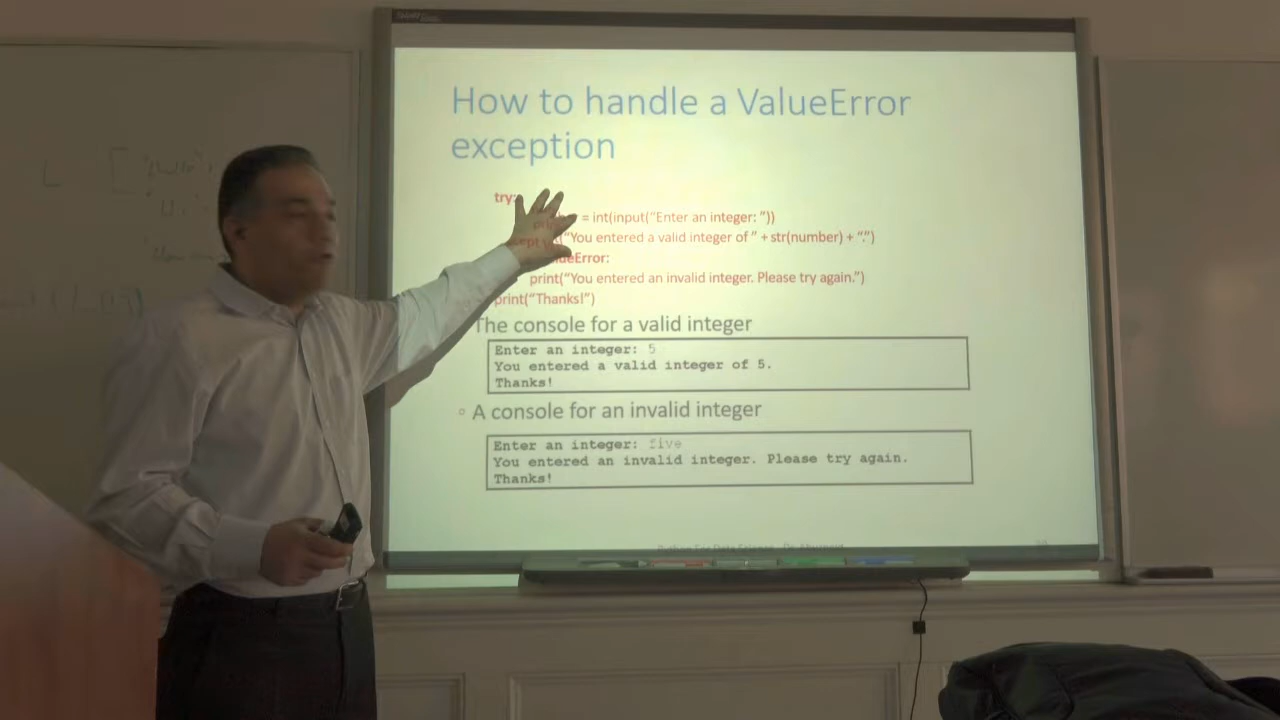 How to handle a ValueError
exception
try:
= int(input("Enter an integer: "))
("You entered a valid integer of " + str(number) + ".")
ueError:
print("You entered an invalid integer. Please try again.")
print("Thanks!")
The console for a valid integer
Enter an integer: 5
You entered a valid integer of 5.
Thanks!
◦ A console for an invalid integer
Enter an integer: five
You entered an invalid integer. Please try again.
Thanks!